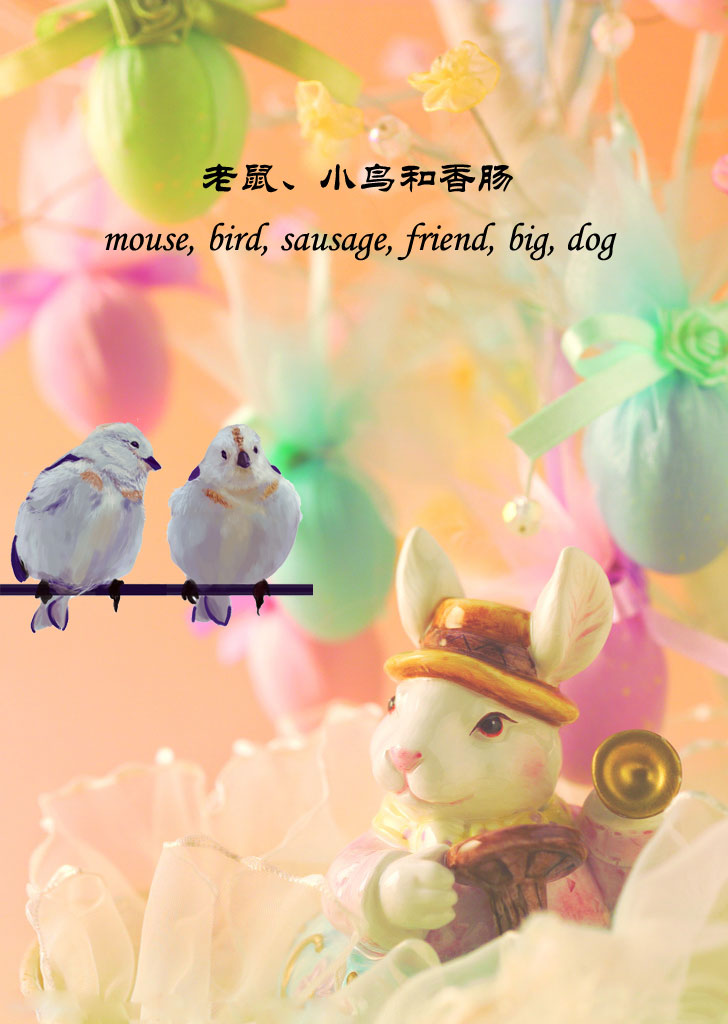 老鼠、小鸟和香肠
mouse, bird, sausage, friend, big, dog